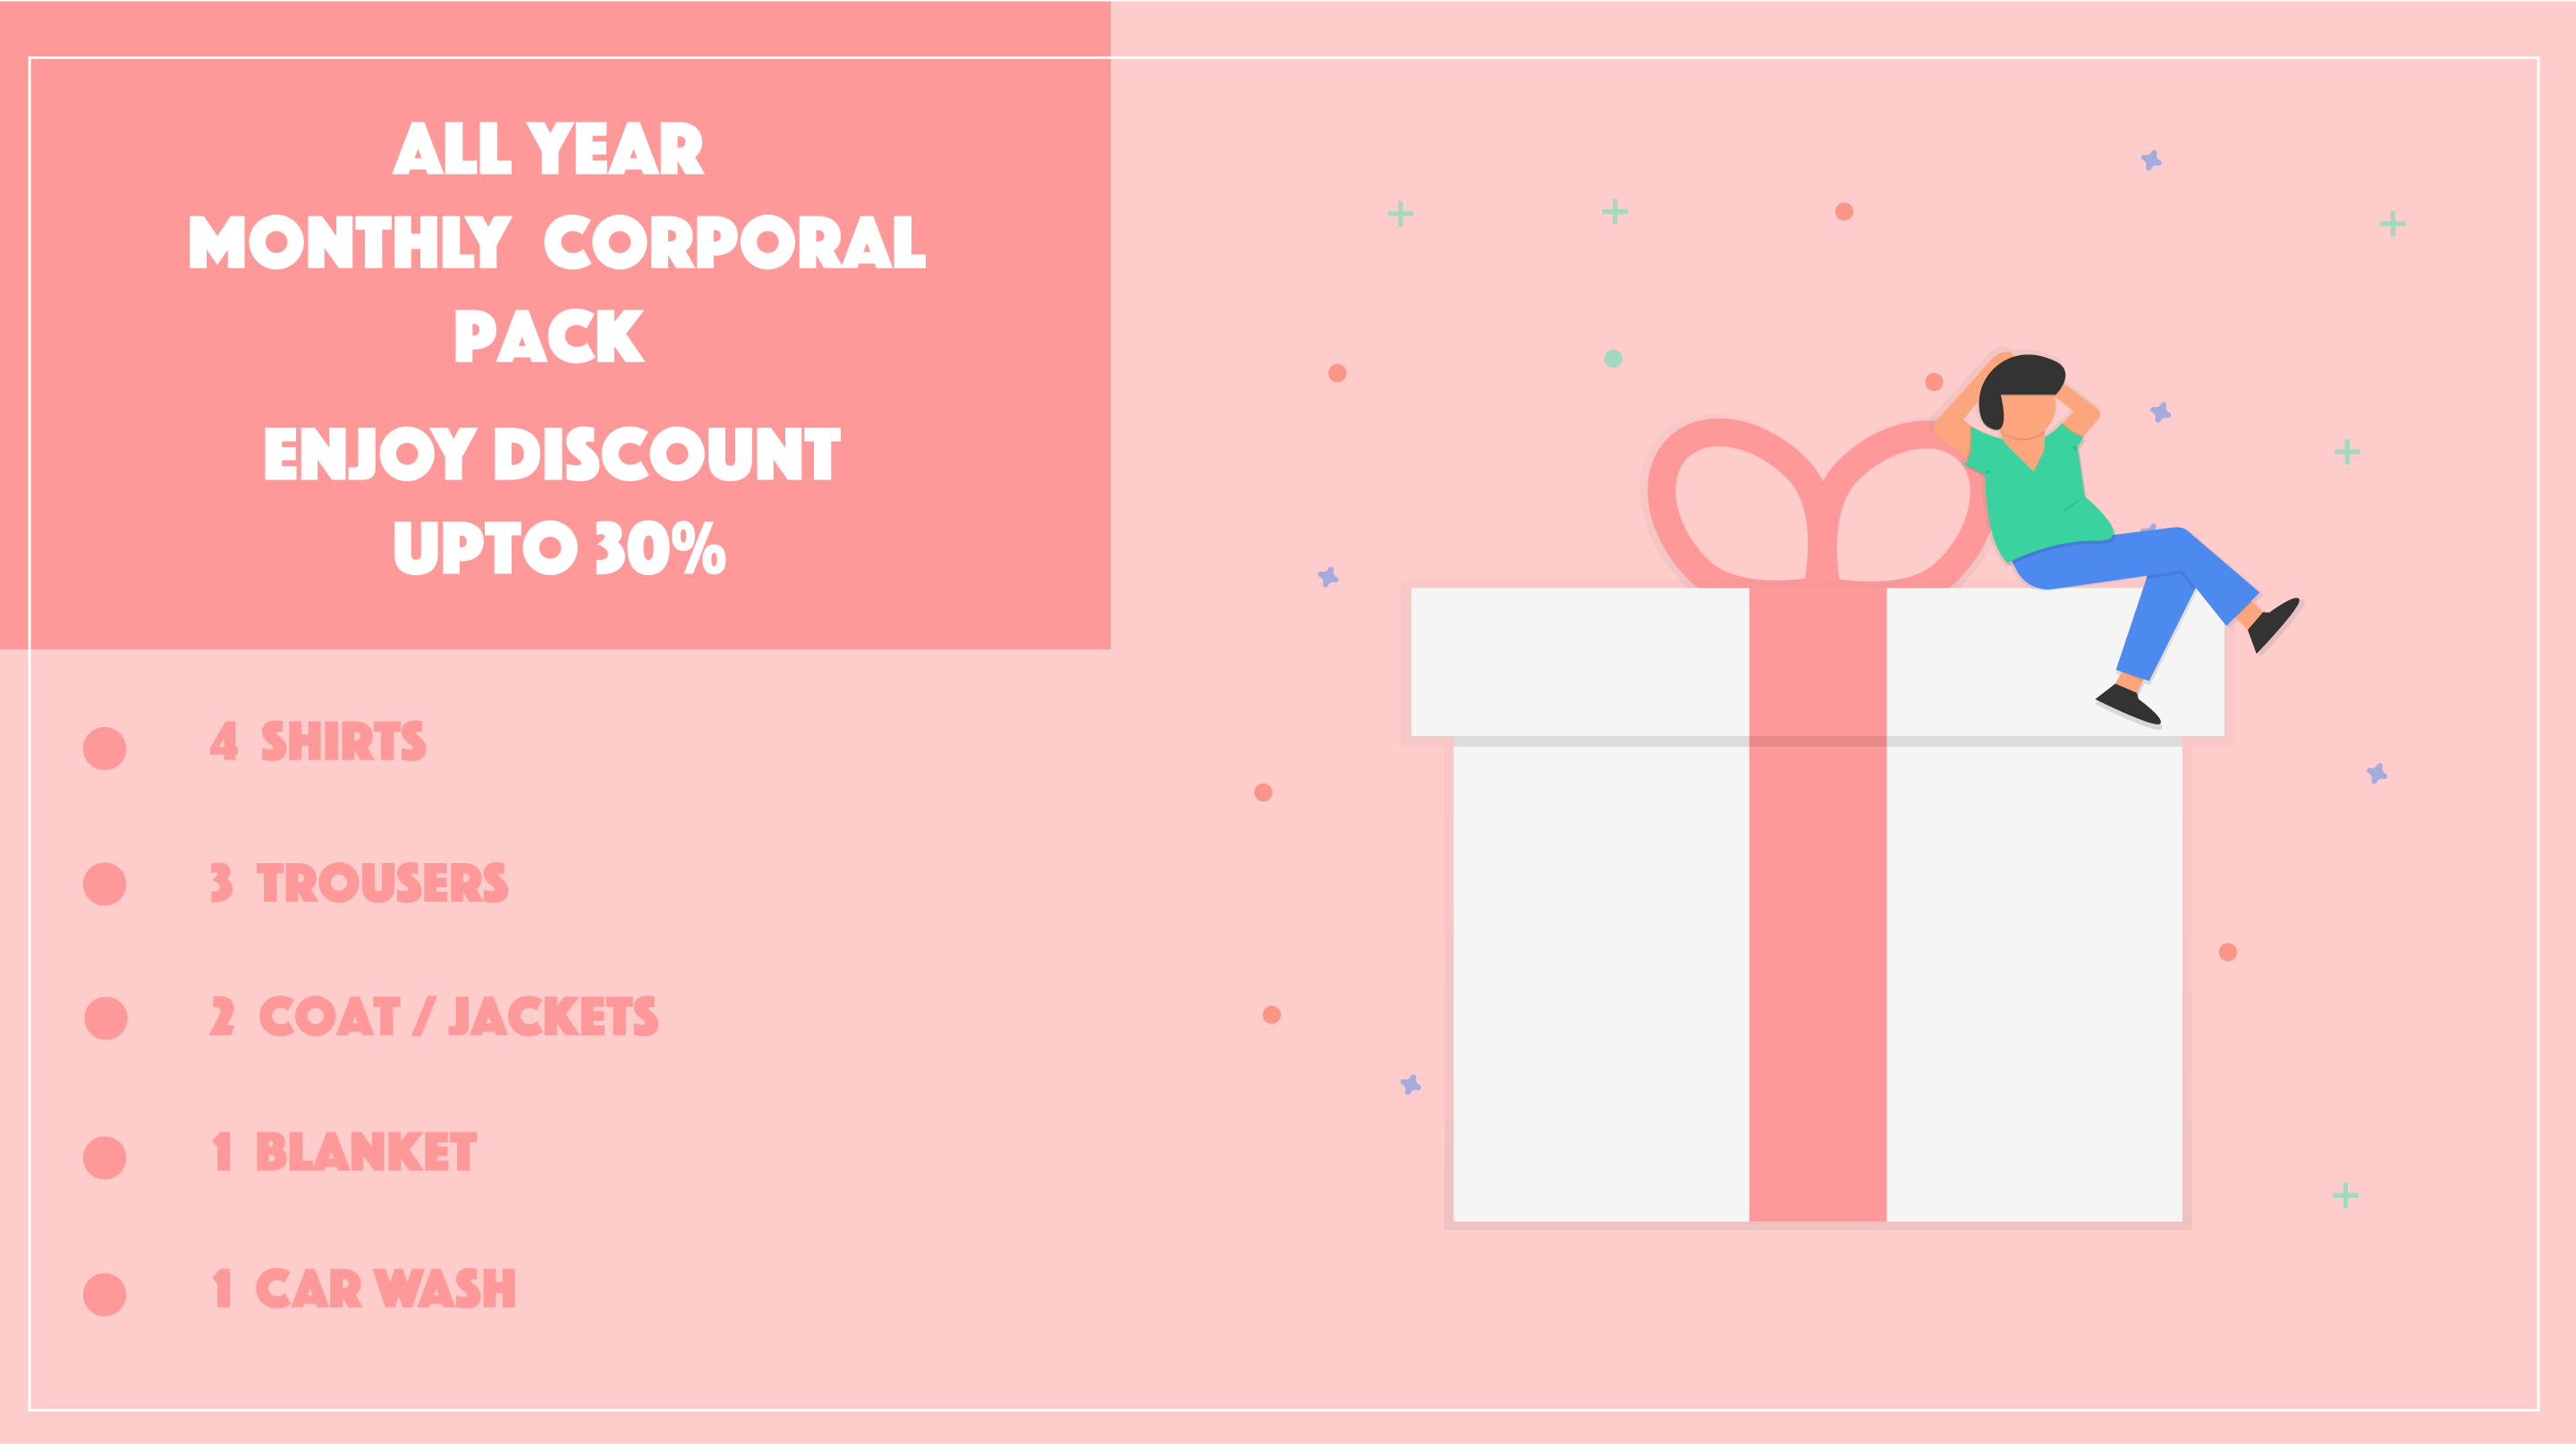 ALL YEAR
MONTHLY CORPORAL
PACK
ENJOY DISCOUNT
UPTO 30%
4 SHIRTS
3 TROUSERS
2 COAT / JACKETS
1 BLANKET
1 CAR WASH